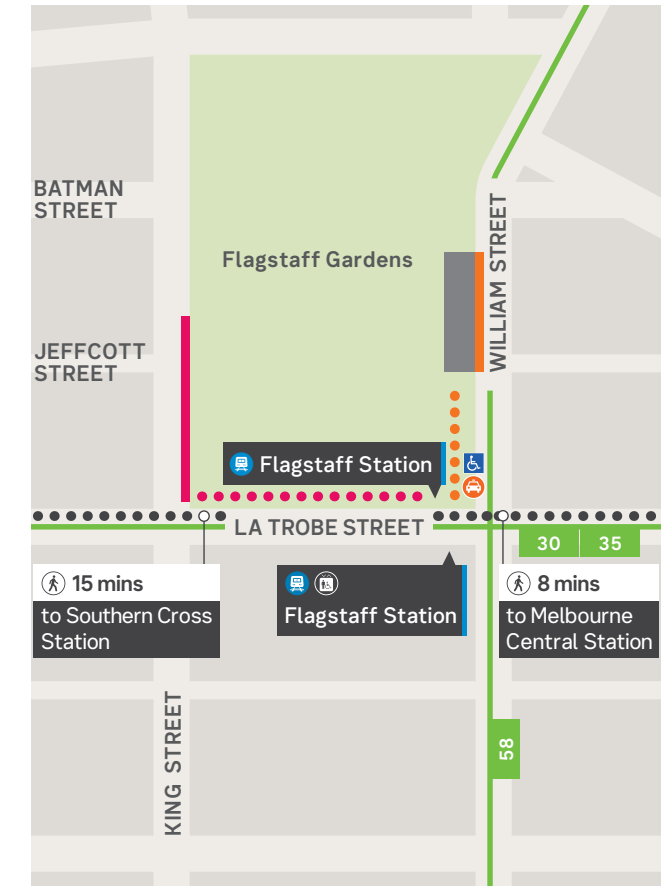 BATMAN
STREET
Flagstaff Gardens
WILLIAM STREET
JEFFCOTT
STREET
Flagstaff Station
LA TROBE STREET
30
35
15 mins
to Southern Cross
Station
Flagstaff Station
8 mins
to Melbourne
Central Station
KING STREET
58